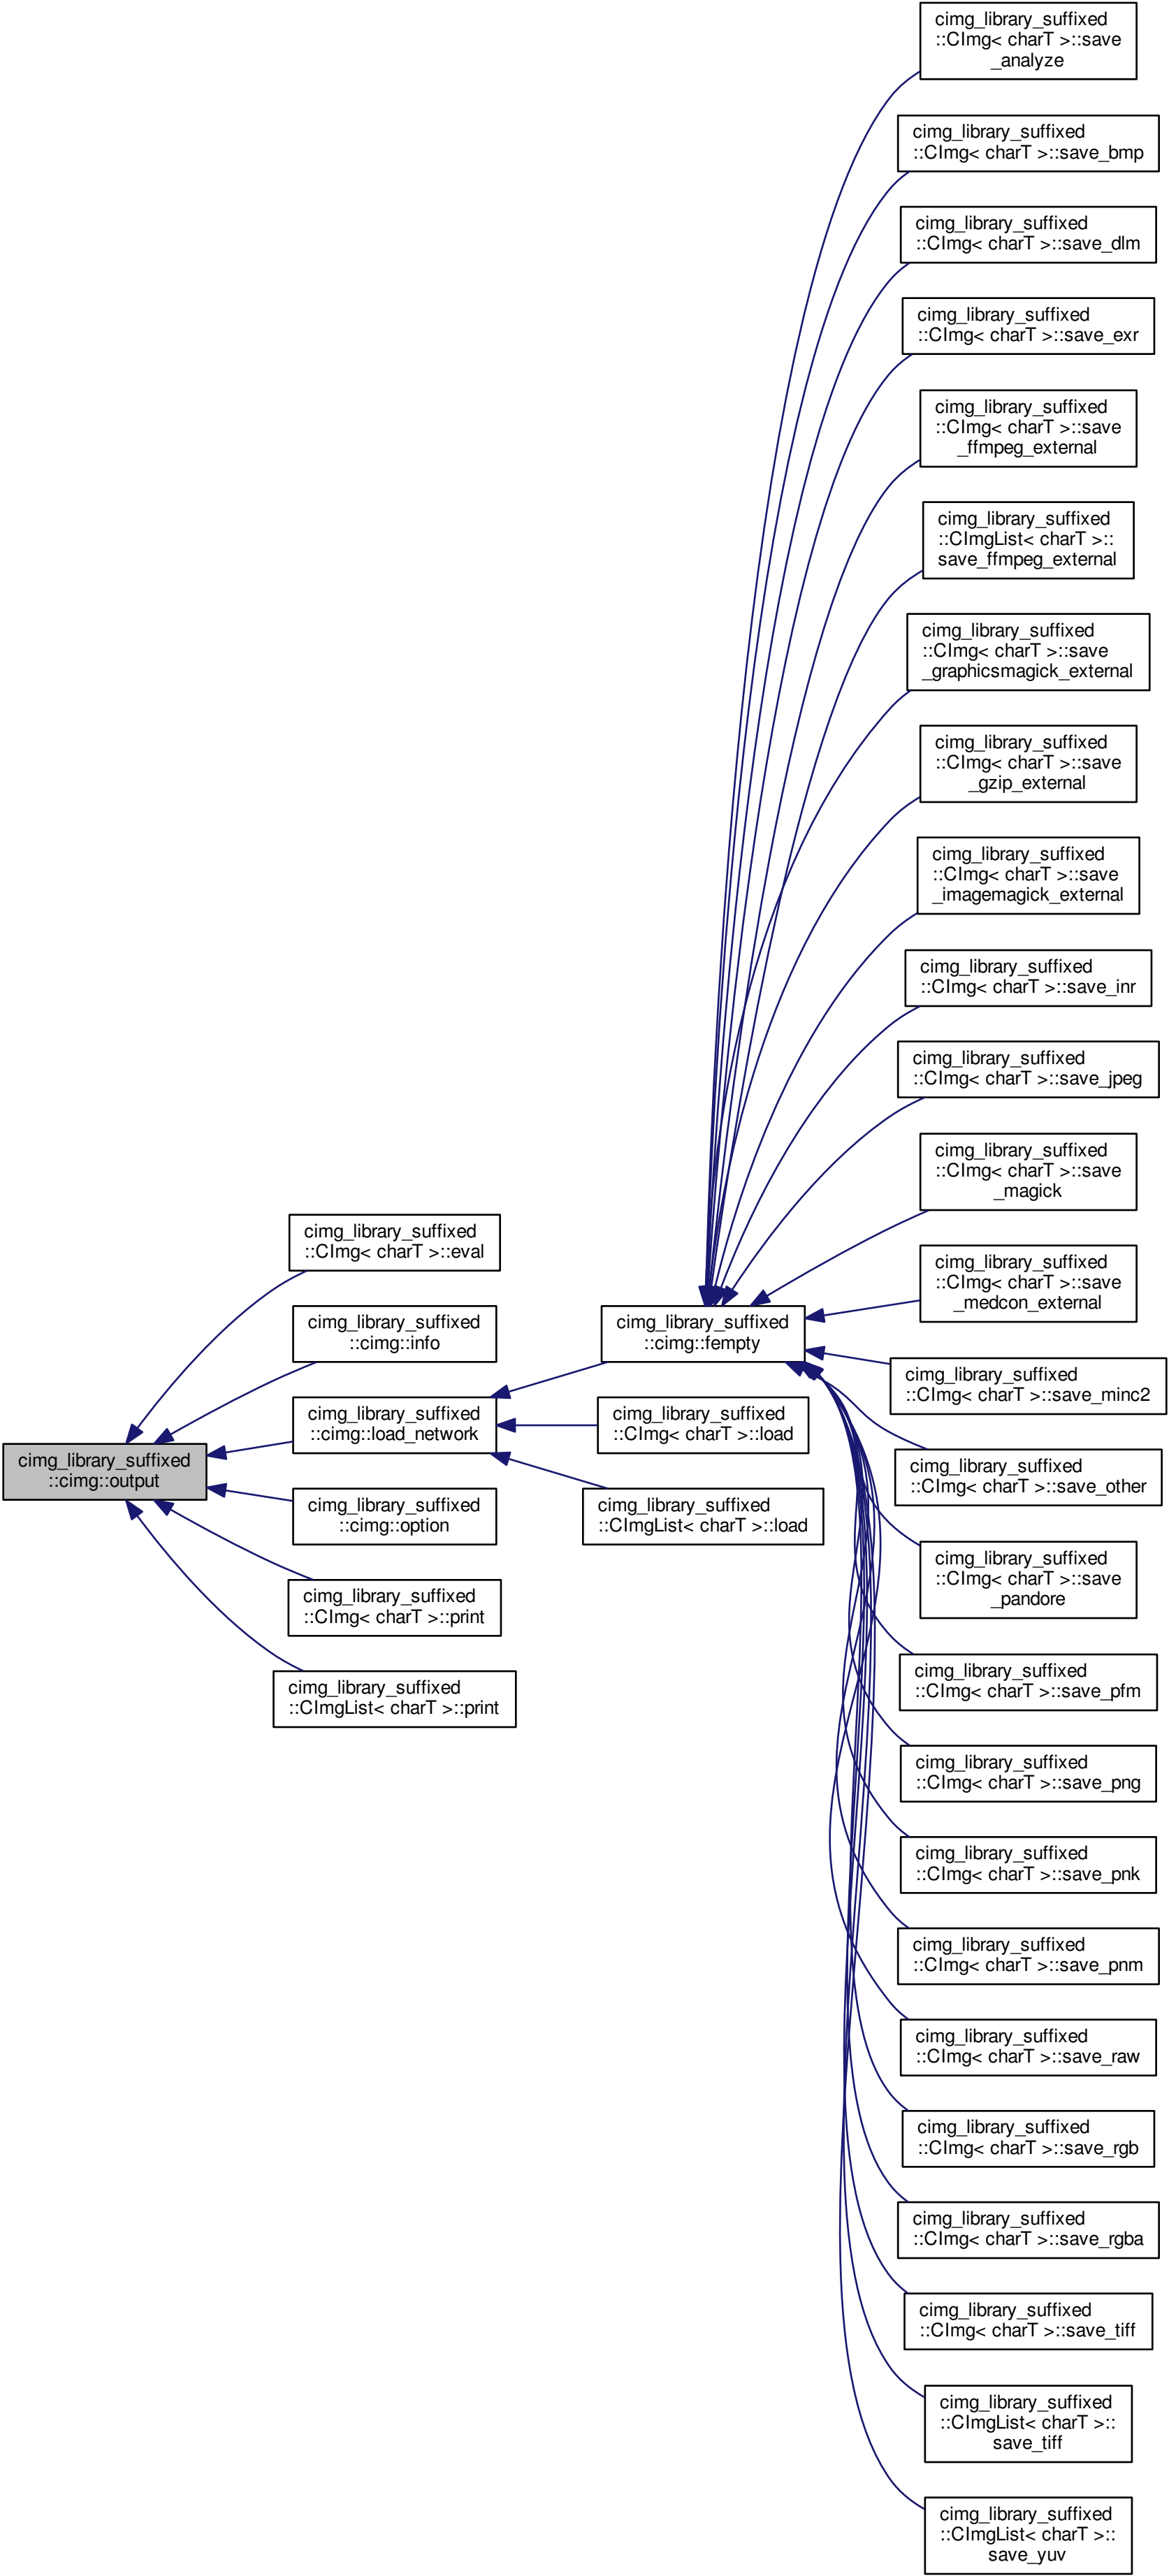 cimg_library_suffixed
::CImg< charT >::save
_analyze
cimg_library_suffixed
::CImg< charT >::save_bmp
cimg_library_suffixed
::CImg< charT >::save_dlm
cimg_library_suffixed
::CImg< charT >::save_exr
cimg_library_suffixed
::CImg< charT >::save
_ffmpeg_external
cimg_library_suffixed
::CImgList< charT >::
save_ffmpeg_external
cimg_library_suffixed
::CImg< charT >::save
_graphicsmagick_external
cimg_library_suffixed
::CImg< charT >::save
_gzip_external
cimg_library_suffixed
::CImg< charT >::save
_imagemagick_external
cimg_library_suffixed
::CImg< charT >::save_inr
cimg_library_suffixed
::CImg< charT >::save_jpeg
cimg_library_suffixed
::CImg< charT >::save
_magick
cimg_library_suffixed
::CImg< charT >::eval
cimg_library_suffixed
::CImg< charT >::save
_medcon_external
cimg_library_suffixed
::cimg::info
cimg_library_suffixed
::cimg::fempty
cimg_library_suffixed
::CImg< charT >::save_minc2
cimg_library_suffixed
::cimg::load_network
cimg_library_suffixed
::CImg< charT >::load
cimg_library_suffixed
::cimg::output
cimg_library_suffixed
::CImg< charT >::save_other
cimg_library_suffixed
::cimg::option
cimg_library_suffixed
::CImgList< charT >::load
cimg_library_suffixed
::CImg< charT >::save
_pandore
cimg_library_suffixed
::CImg< charT >::print
cimg_library_suffixed
::CImgList< charT >::print
cimg_library_suffixed
::CImg< charT >::save_pfm
cimg_library_suffixed
::CImg< charT >::save_png
cimg_library_suffixed
::CImg< charT >::save_pnk
cimg_library_suffixed
::CImg< charT >::save_pnm
cimg_library_suffixed
::CImg< charT >::save_raw
cimg_library_suffixed
::CImg< charT >::save_rgb
cimg_library_suffixed
::CImg< charT >::save_rgba
cimg_library_suffixed
::CImg< charT >::save_tiff
cimg_library_suffixed
::CImgList< charT >::
save_tiff
cimg_library_suffixed
::CImgList< charT >::
save_yuv